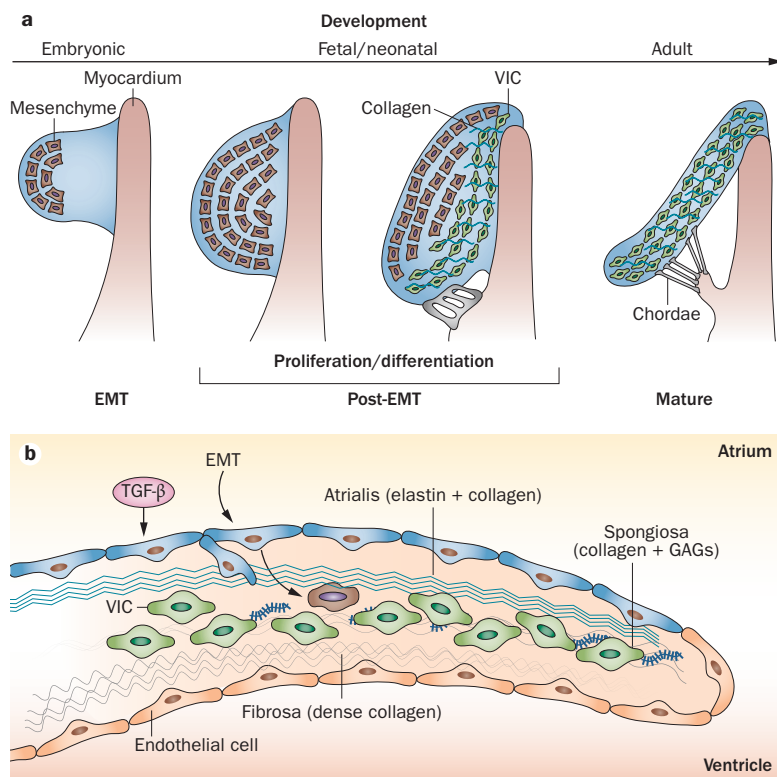 a
Development
Embryonic Fetal/neonatal Adult
Myocardium VIC
Mesenchyme Collagen
Chordae
Proliferation/differentiation
EMT Post-EMT Mature
b
Atrium
EMT
TGF-β
Atrialis (elastin + collagen)
Spongiosa
(collagen + GAGs)
VIC
Fibrosa (dense collagen)
Endothelial cell
Ventricle